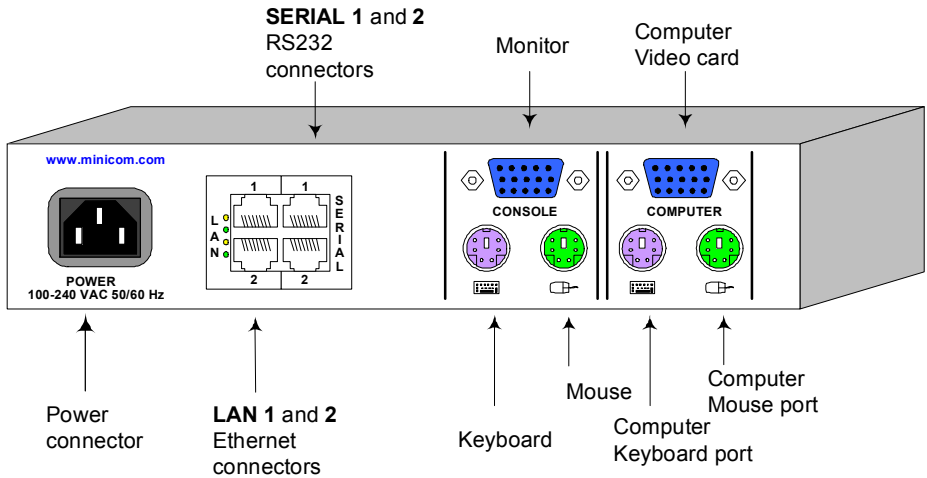 SERIAL 1 and 2
RS232
connectors
Monitor
Computer
Video card
www.minicom.com
1 1
L
A
N
S
E
R
I
A
L
2 2
POWER
100-240 VAC 50/60 Hz
CONSOLE
COMPUTER
Power
connector
LAN 1 and 2
Ethernet
connectors
Keyboard
Mouse
Computer
Keyboard port
Computer
Mouse port